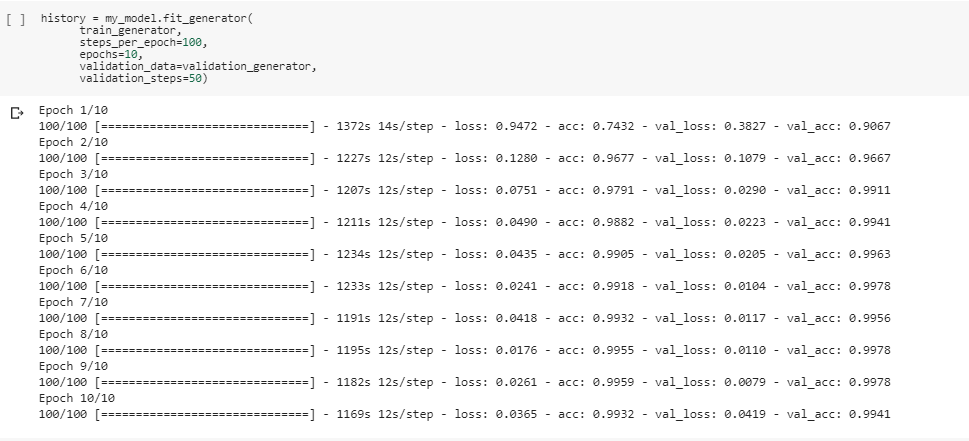 [ ] history = my_model.fit_generator(
train_generator,
steps_per_epoch=100,
epochs=10,
validation_data=validation_generator,
validation_steps=50)
Epoch 1/10
100/100 [==============================] - 1372s 14s/step - loss: 0.9472 - acc: 0.7432 - val_loss: 0.3827 - val_acc: 0.9067
Epoch 2/10
100/100 [==============================] - 1227s 12s/step - loss: 0.1280 - acc: 0.9677 - val_loss: 0.1079 - val_acc: 0.9667
Epoch 3/10
100/100 [==============================] - 1207s 12s/step - loss: 0.0751 - acc: 0.9791 - val_loss: 0.0290 - val_acc: 0.9911
Epoch 4/10
100/100 [==============================] - 1211s 12s/step - loss: 0.0490 - acc: 0.9882 - val_loss: 0.0223 - val_acc: 0.9941
Epoch 5/10
100/100 [==============================] - 1234s 12s/step - loss: 0.0435 - acc: 0.9905 - val_loss: 0.0205 - val_acc: 0.9963
Epoch 6/10
100/100 [==============================] - 1233s 12s/step - loss: 0.0241 - acc: 0.9918 - val_loss: 0.0104 - val_acc: 0.9978
Epoch 7/10
100/100 [==============================] - 1191s 12s/step - loss: 0.0418 - acc: 0.9932 - val_loss: 0.0117 - val_acc: 0.9956
Epoch 8/10
100/100 [==============================] - 1195s 12s/step - loss: 0.0176 - acc: 0.9955 - val_loss: 0.0110 - val_acc: 0.9978
Epoch 9/10
100/100 [==============================] - 1182s 12s/step - loss: 0.0261 - acc: 0.9959 - val_loss: 0.0079 - val_acc: 0.9978
Epoch 10/10
100/100 [==============================] - 1169s 12s/step - loss: 0.0365 - acc: 0.9932 - val_loss: 0.0419 - val_acc: 0.9941